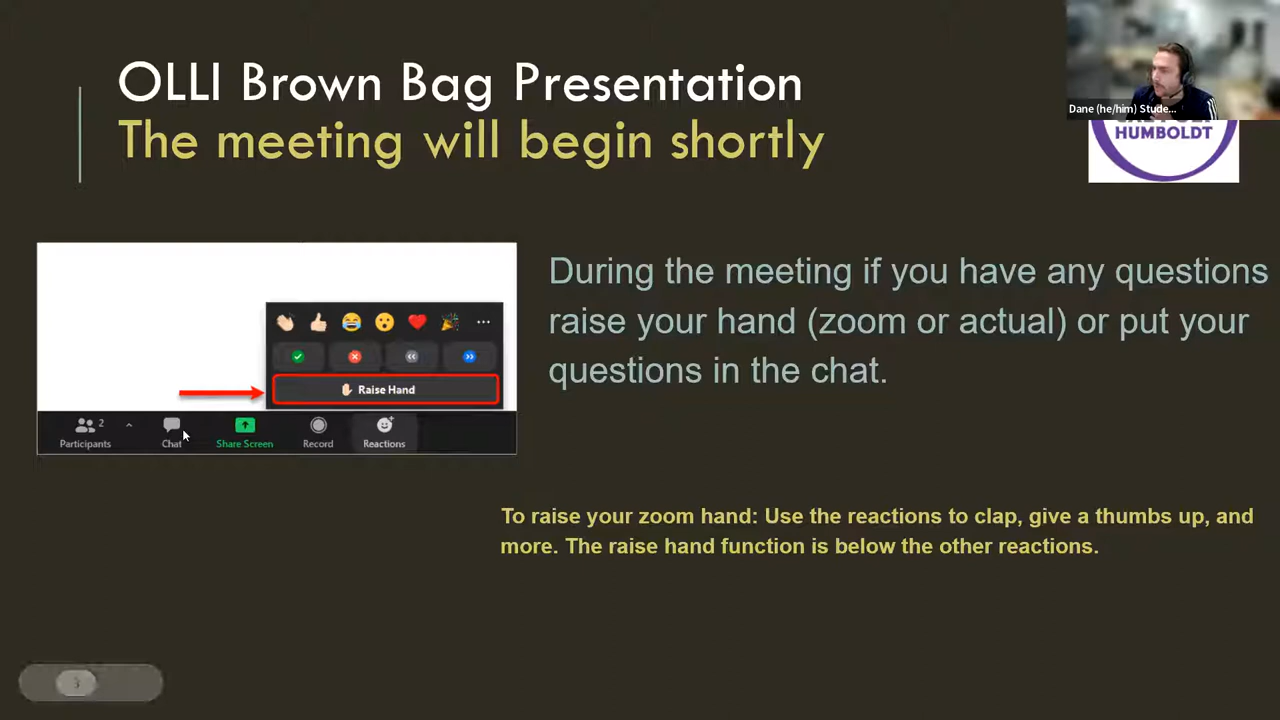 OLLI Brown Bag Presentation
The meeting will begin shortly
Dane (he/him) Stude...
HUMBOLDT
During the meeting if you have any questions
raise your hand (zoom or actual) or put your
questions in the chat.
Raise Hand
2
Participants
Chat
Share Screen
Record
Reactions
To raise your zoom hand: Use the reactions to clap, give a thumbs up, and
more. The raise hand function is below the other reactions.
3